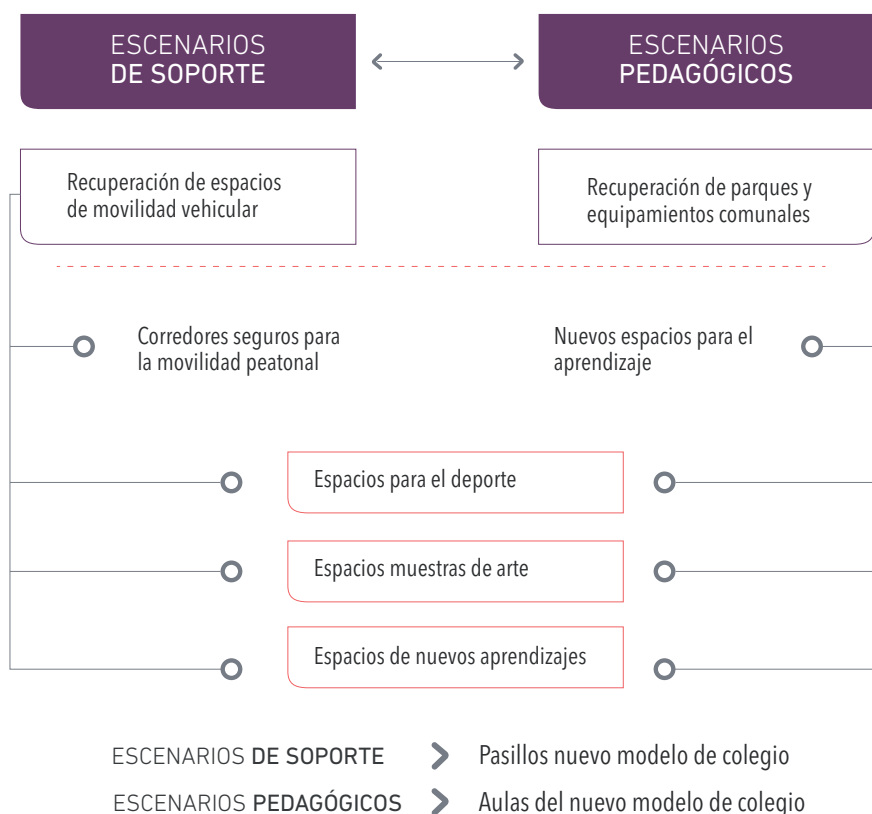 ESCENARIOS
DE SOPORTE
ESCENARIOS
PEDAGÓGICOS
Recuperación de espacios
de movilidad vehicular
Recuperación de parques y
equipamientos comunales
Corredores seguros para
la movilidad peatonal
Nuevos espacios para el
aprendizaje
Espacios para el deporte
Espacios muestras de arte
Espacios de nuevos aprendizajes
ESCENARIOS DE SOPORTE > Pasillos nuevo modelo de colegio
ESCENARIOS PEDAGÓGICOS > Aulas del nuevo modelo de colegio